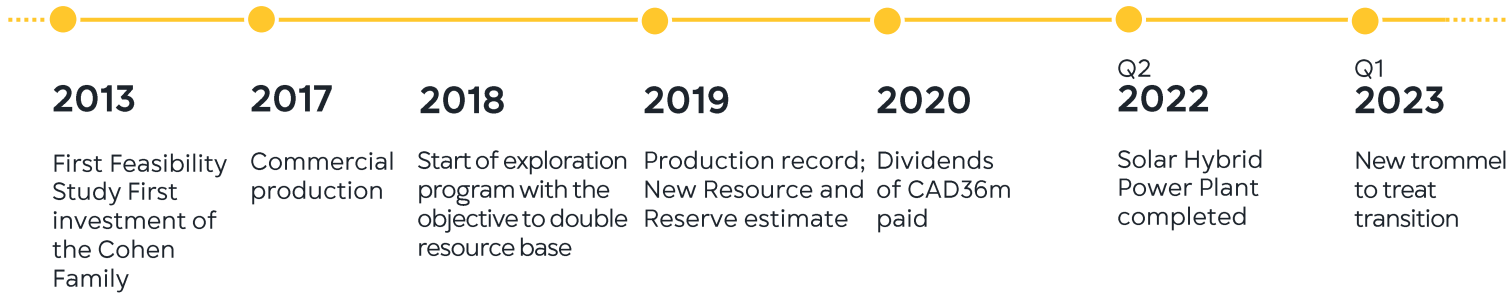 2013
First Feasibility
Study First
investment of
the Cohen
Family
2017
Commercial
production
2018
Start of exploration
program with the
objective to double
resource base
2019
Production record;
New Resource and
Reserve estimate
2020
Dividends
of CAD36m
paid
Q2
2022
Solar Hybrid
Power Plant
completed
Q1
2023
New trommel
to treat
transition